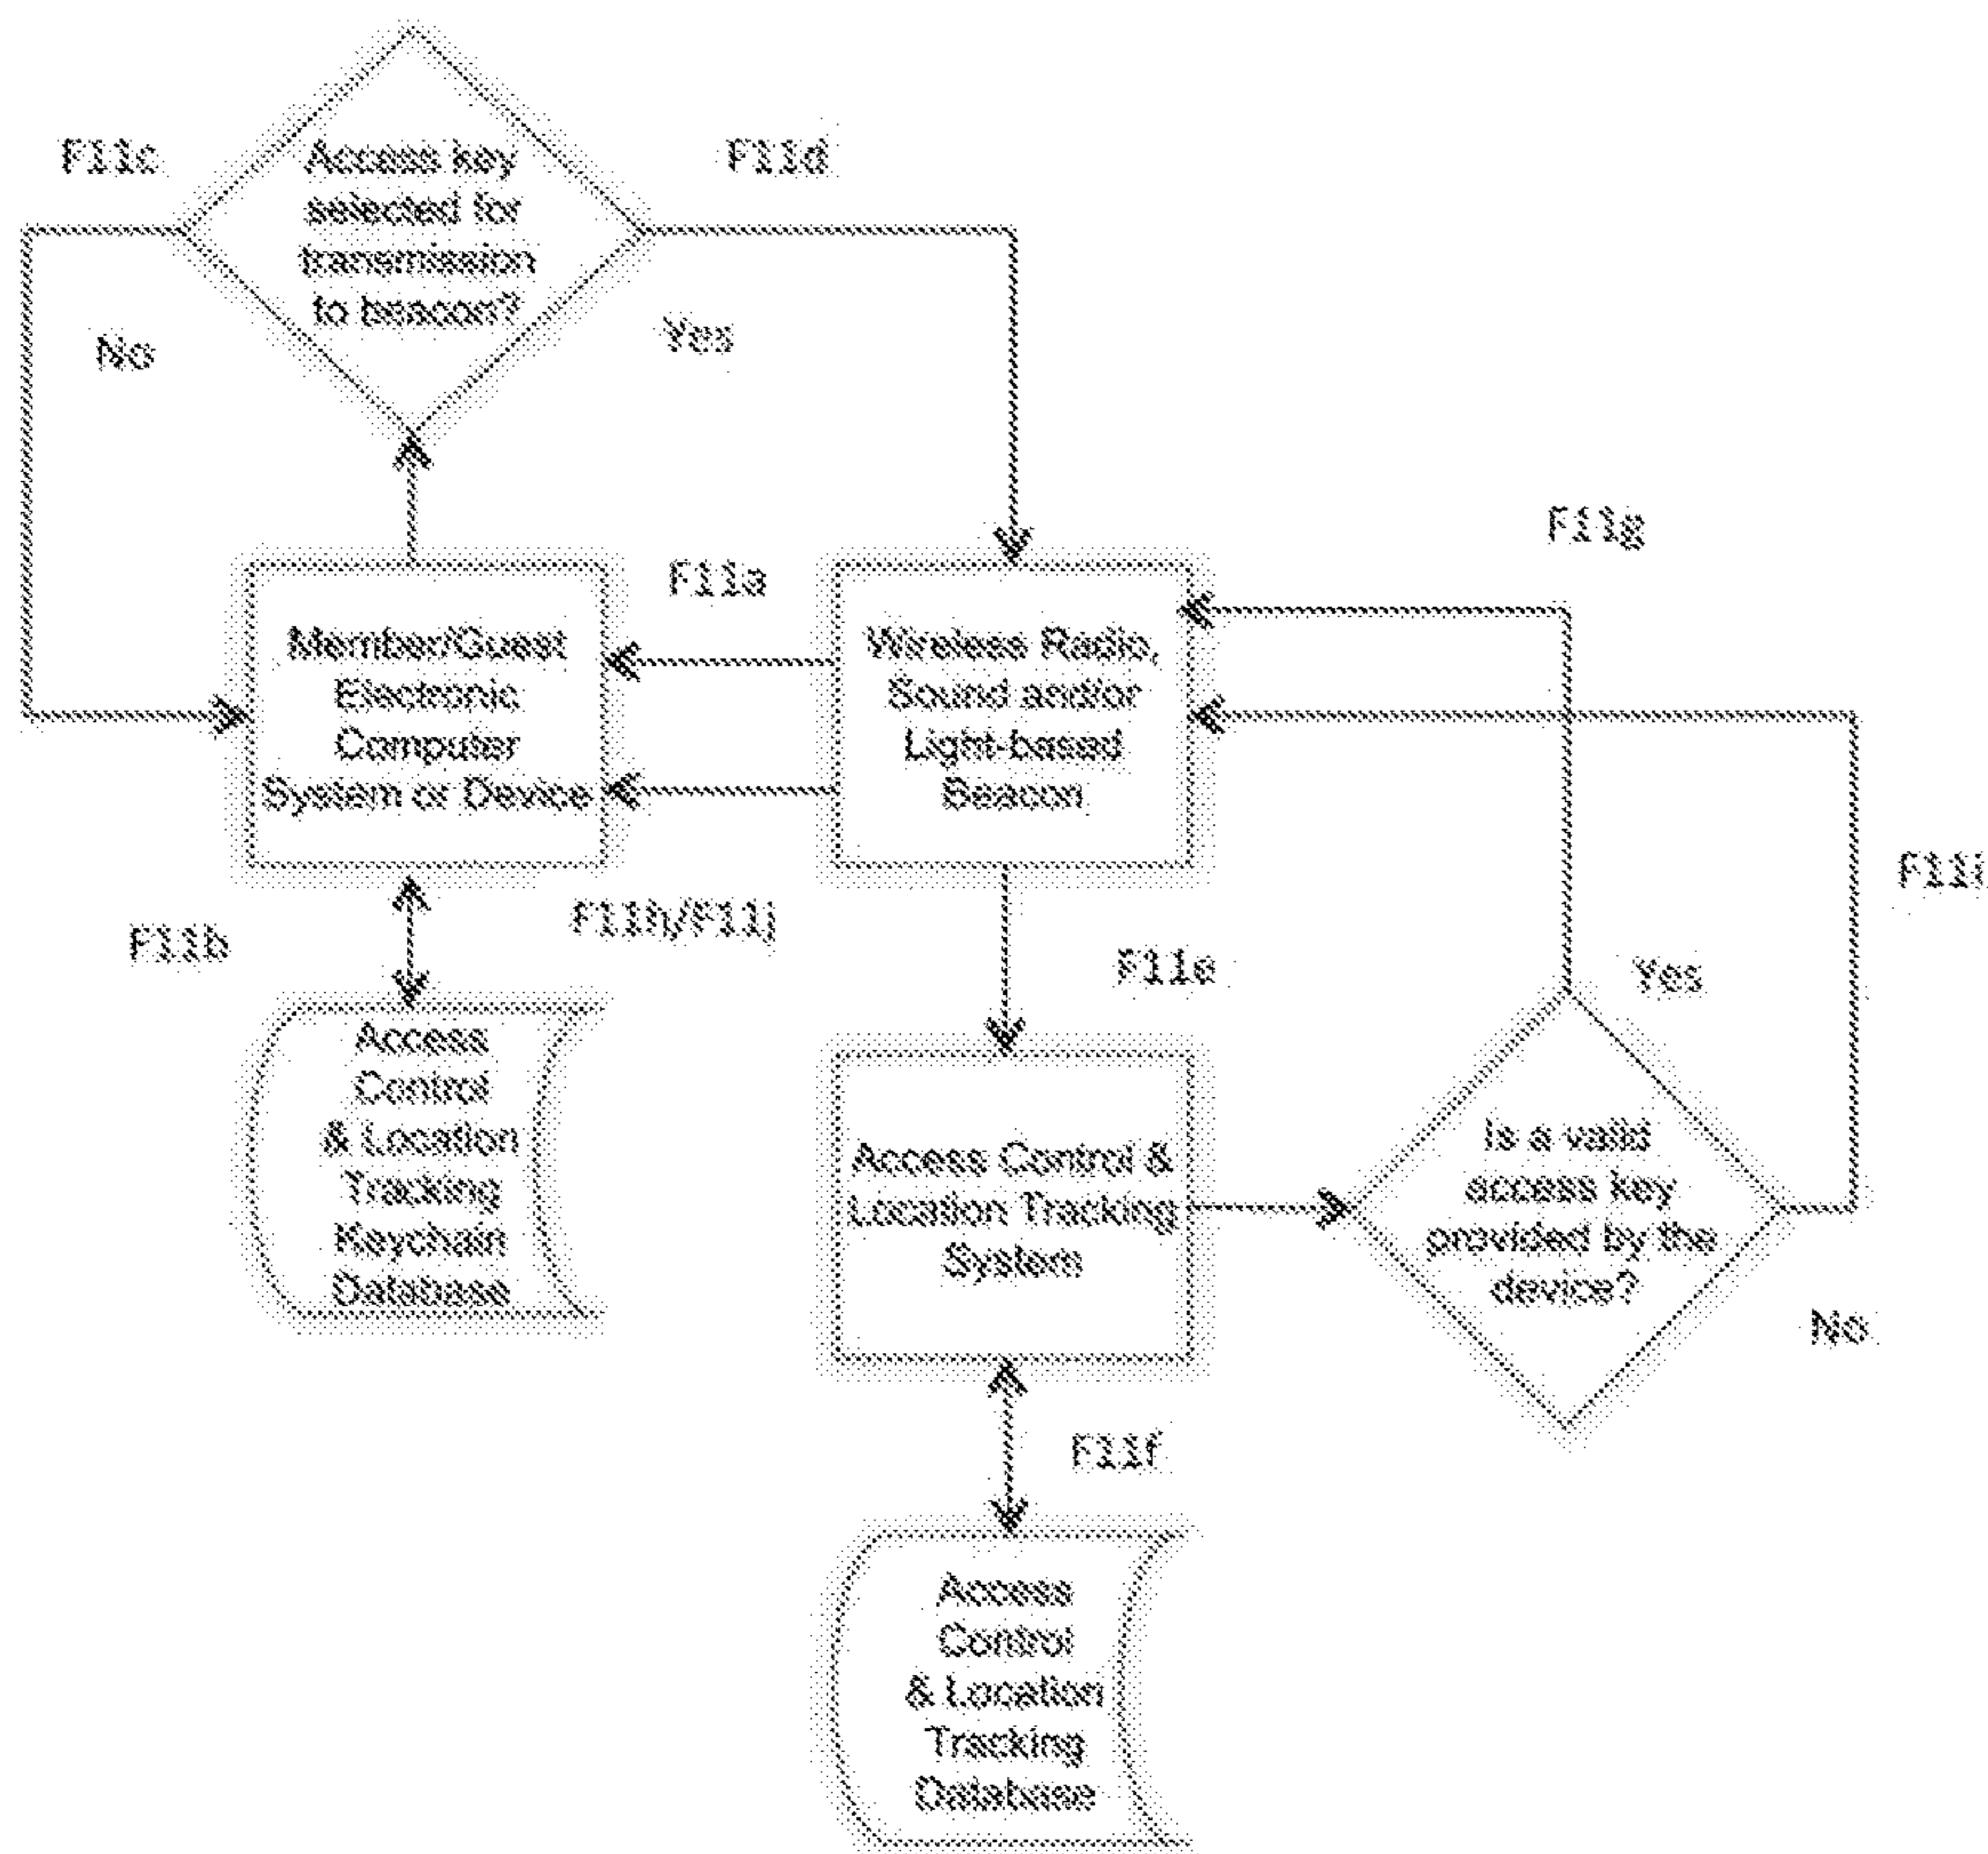 F11c
Access key
selected for
transmission
to beacon?
F11d
No
Yes
F11a
F11g
Member/Guest
Electronic
Computer
System or Device
Wireless Radio,
Sound and/or
Light-based
Beacon
F11i
F11b
F11h/F11j
F11e
Yes
Access
Control
& Location
Tracking
Keychain
Database
Access Control &
Location Tracking
System
Is a valid
access key
provided by the
device?
No
F11f
Access
Control
& Location
Tracking
Database